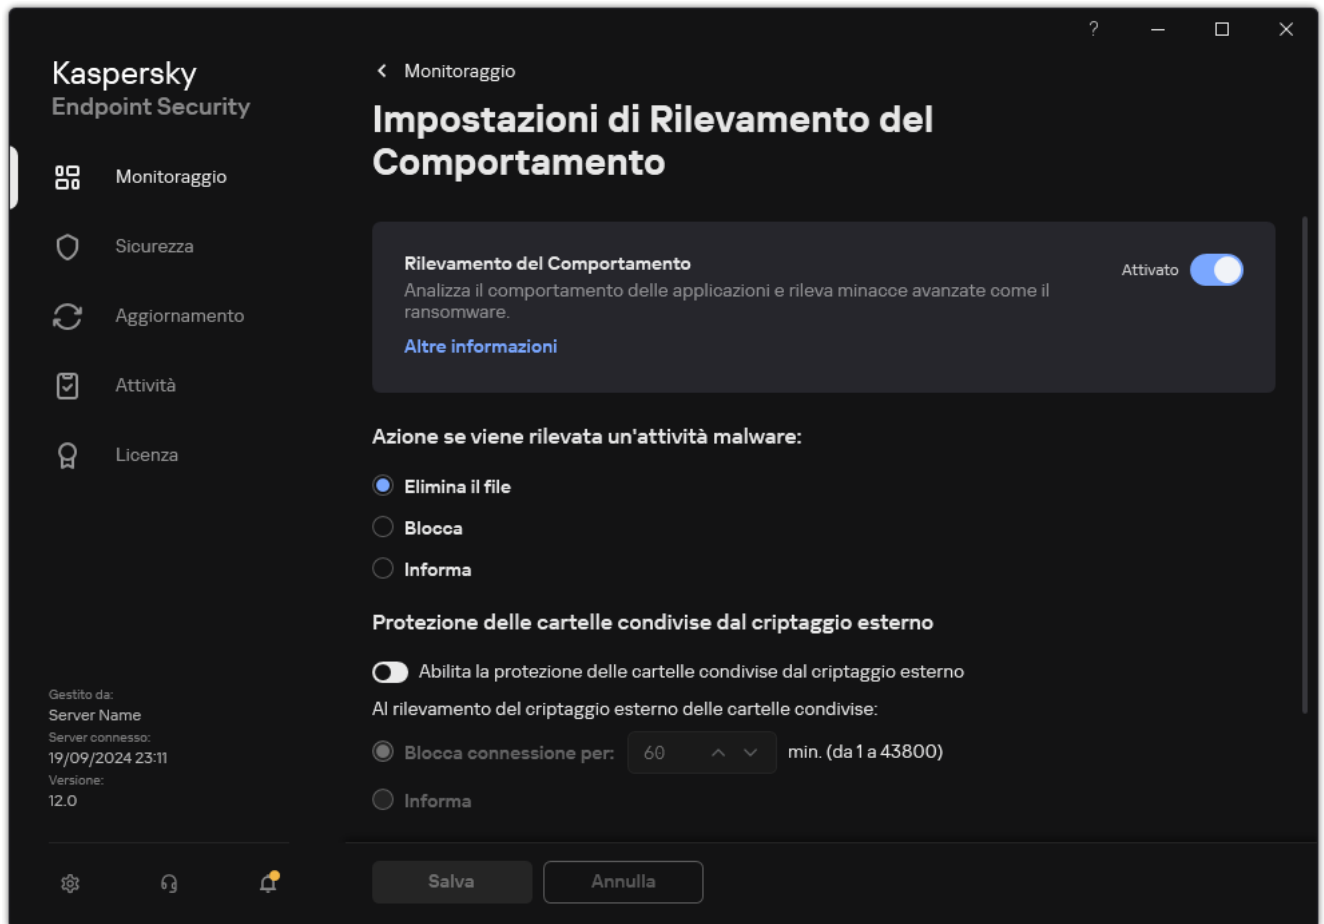 ?
Kaspersky
Endpoint Security
Monitoraggio
Sicurezza
Aggiornamento
Attività
Licenza
Gestito da:
Server Name
Server connesso:
19/09/2024 23:11
Versione:
12.0
Monitoraggio
Impostazioni di Rilevamento del
Comportamento
Rilevamento del Comportamento
Attivato
Analizza il comportamento delle applicazioni e rileva minacce avanzate come il
ransomware.
Altre informazioni
Azione se viene rilevata un'attività malware:
Elimina il file
Blocca
Informa
Protezione delle cartelle condivise dal criptaggio esterno
Abilita la protezione delle cartelle condivise dal criptaggio esterno
Al rilevamento del criptaggio esterno delle cartelle condivise:
Blocca connessione per: 60 min. (da 1 a 43800)
Informa
Salva
Annulla